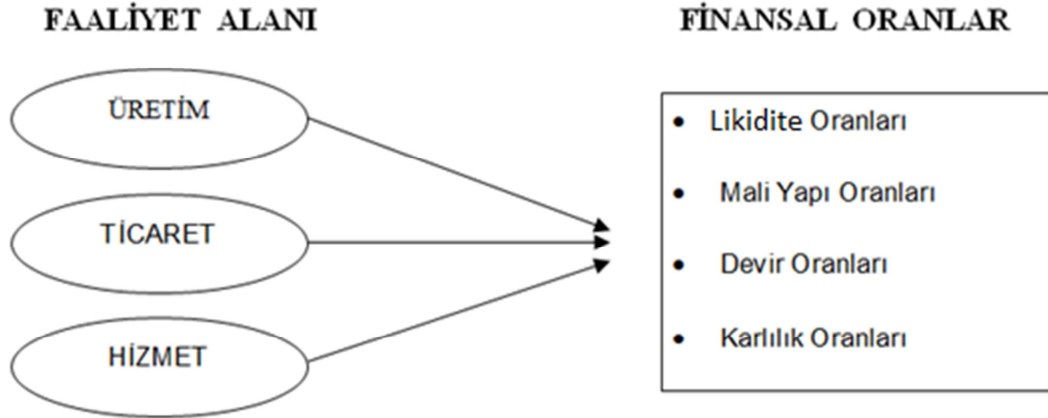 FAALİYET ALANI
ÜRETİM
TİCARET
HİZMET
FİNANSAL ORANLAR
• Likidite Oranları
• Mali Yapı Oranları
• Devir Oranları
• Karlılık Oranları